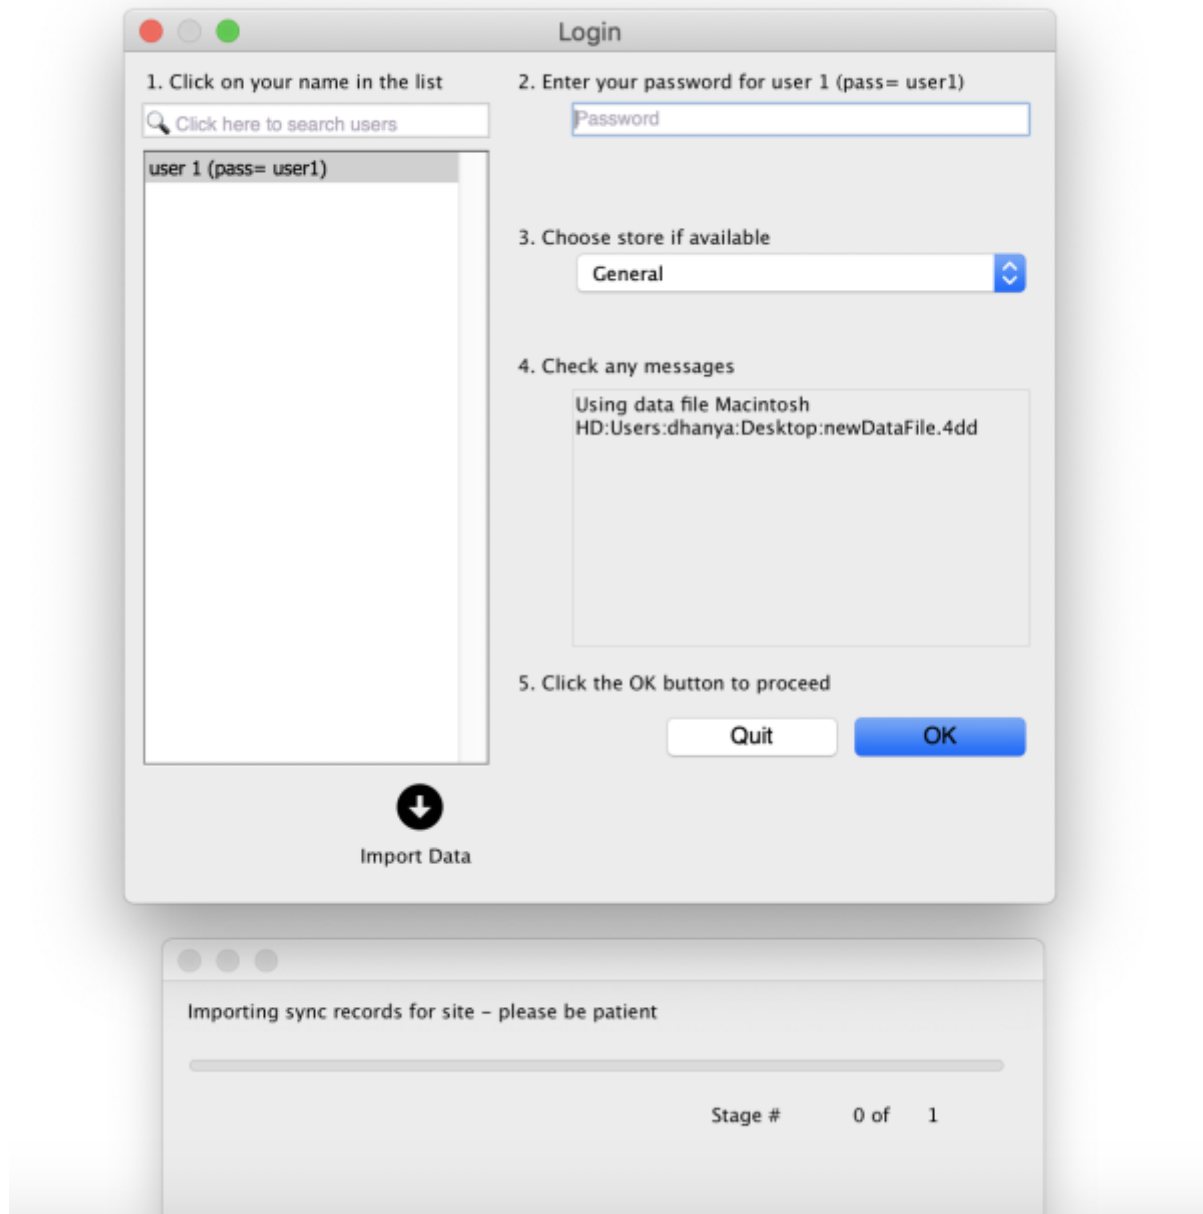 Login
1. Click on your name in the list
Click here to search users
user 1 (pass= user1)
Import Data
2. Enter your password for user 1 (pass= user1)
Password
3. Choose store if available
General
4. Check any messages
Using data file Macintosh
HD:Users:dhanya:Desktop:newDataFile.4dd
5. Click the OK button to proceed
Quit
OK
Importing sync records for site – please be patient
Stage # 0 of 1